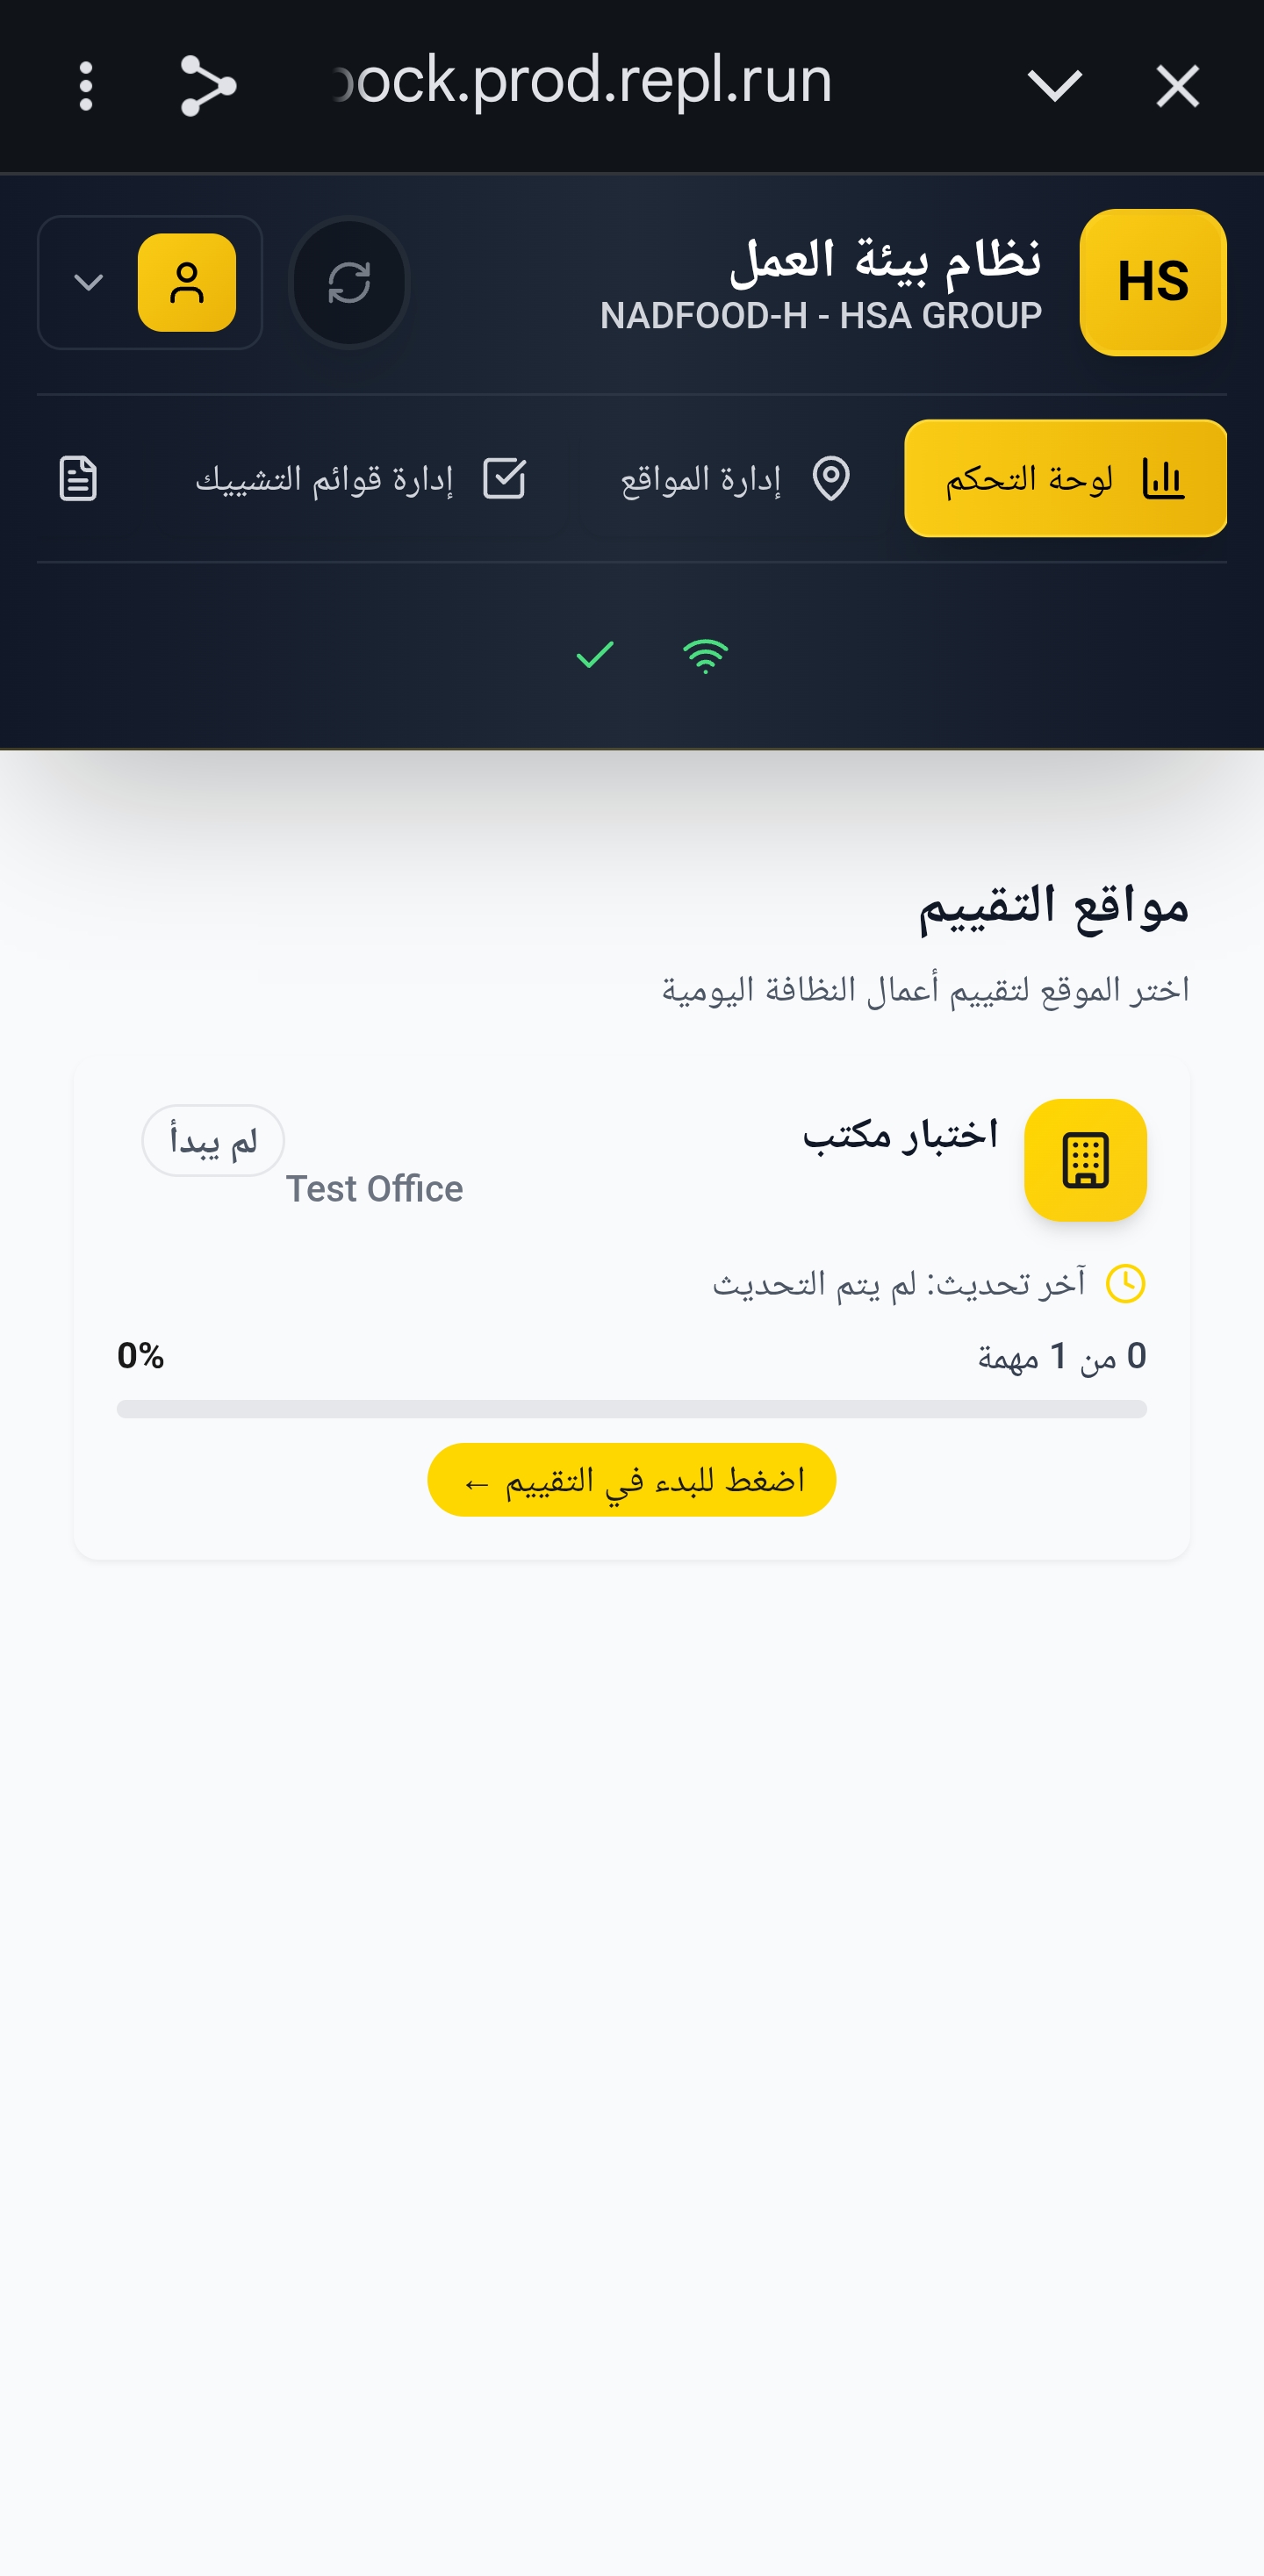 ock.prod.repl.run
HS
نظام بيئة العمل
NADFOOD-H - HSA GROUP
لوحة التحكم
إدارة المواقع
إدارة قوائم التشييك
مواقع التقييم
اختر الموقع لتقييم أعمال النظافة اليومية
اختبار مكتب
لم يبدأ
Test Office
آخر تحديث: لم يتم التحديث
0 من 1 مهمة
0%
اضغط للبدء في التقييم ←